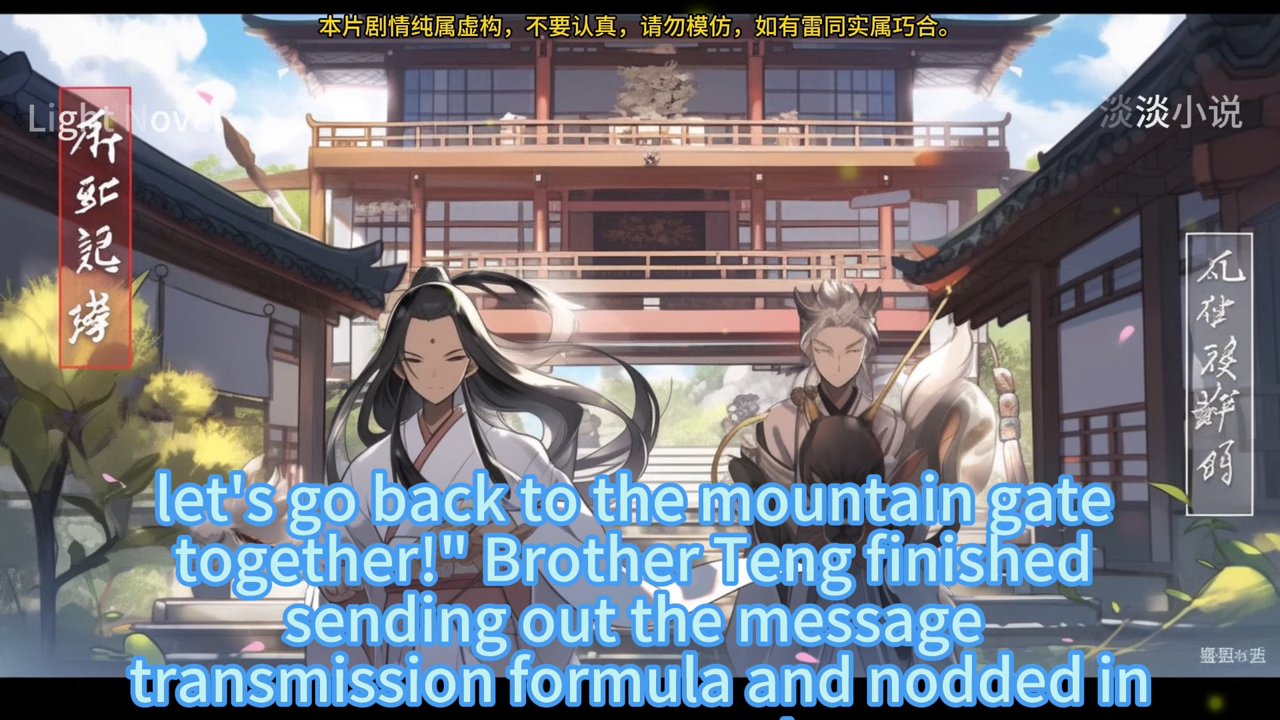 本片剧情纯属虚构，不要认真，请勿模仿，如有雷同实属巧合。
Light Novel
淡淡小说
let's go back to the mountain gate
together!" Brother Teng finished
sending out the message
transmission formula and nodded in